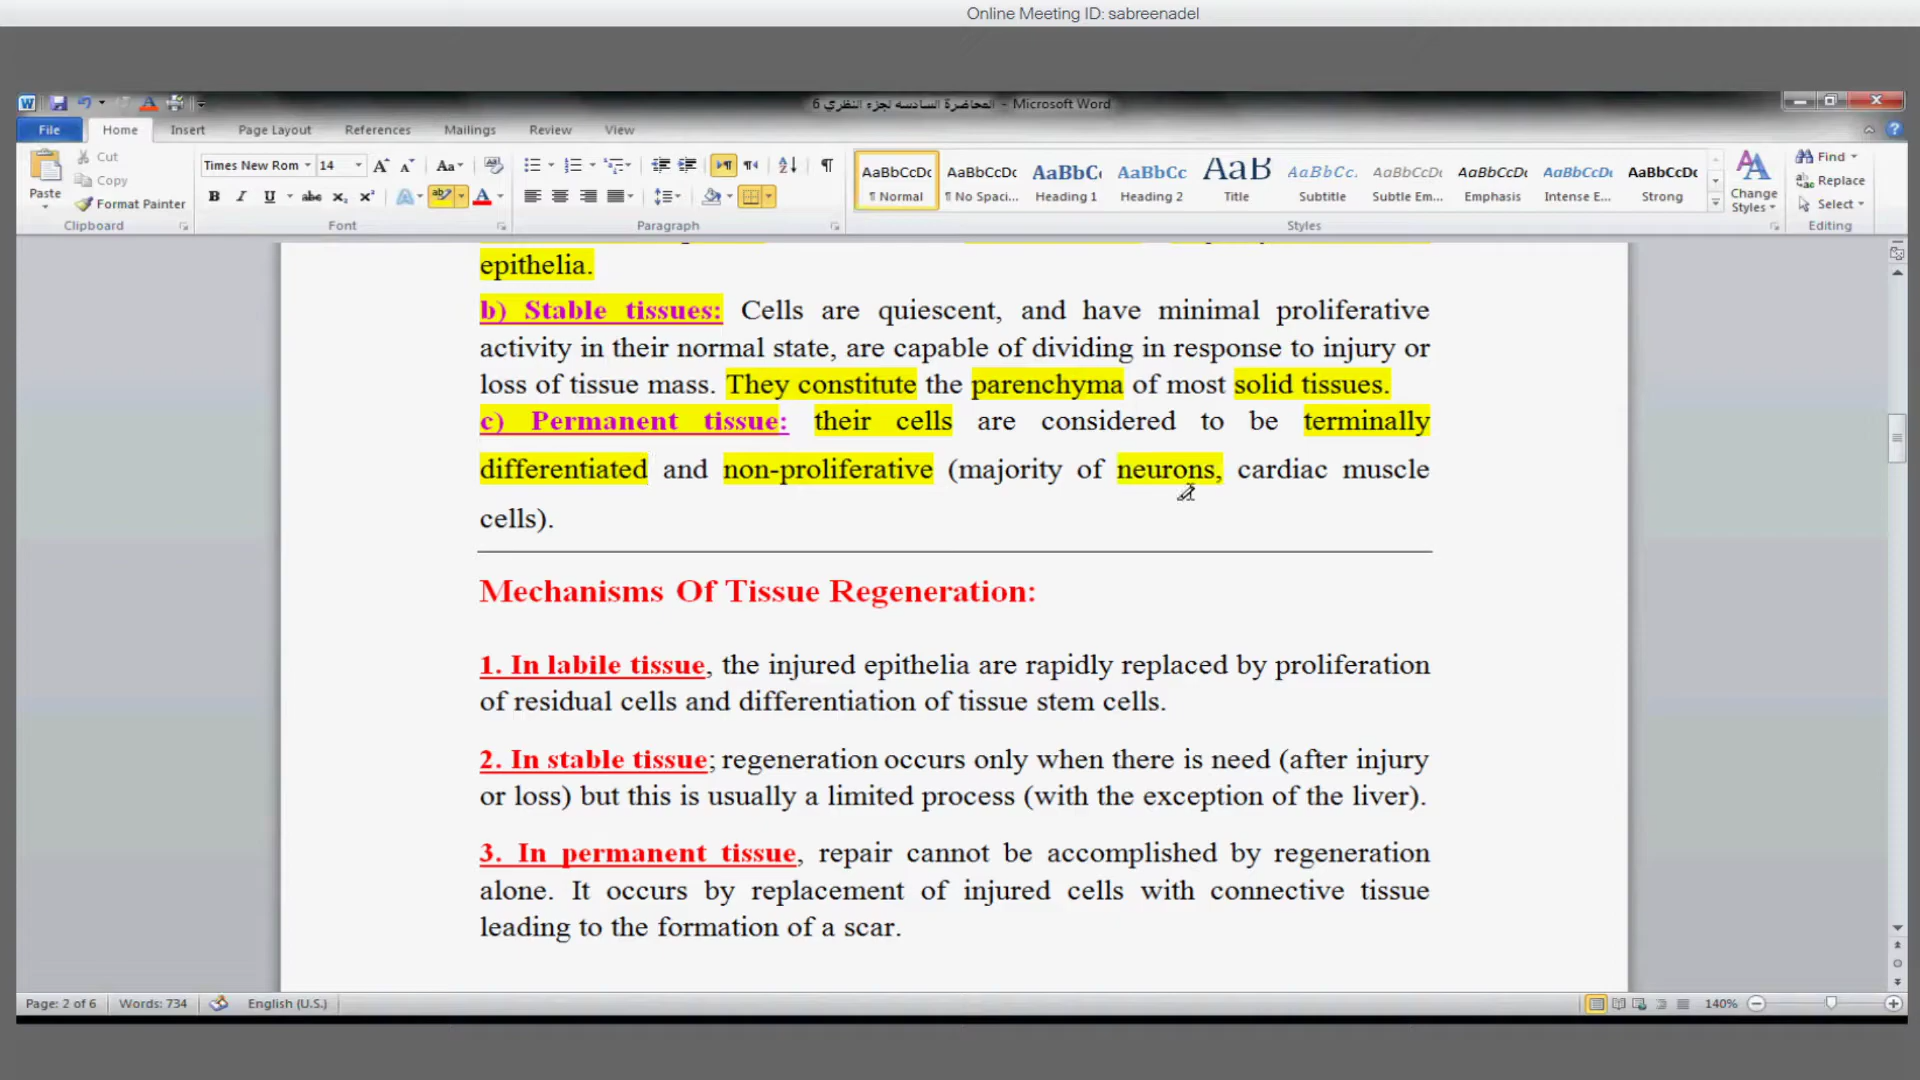 Online Meeting ID: sabreenadel
المحاضرة السادسه لجزء النظري 6 - Microsoft Word
File Home Insert Page Layout References Mailings Review View
Paste
Cut
Copy
Format Painter
Clipboard
Times New Rom 14
Font
Paragraph
AaBbCcDc AaBbCcDc AaBbC AaBbCc AaB AaBbCc. AaBbCcDc AaBbCcDc AaBbCcDc AaBbCcDc
¶ Normal ¶ No Spaci... Heading 1 Heading 2 Title Subtitle Subtle Em... Emphasis Intense E... Strong
Styles
Change Styles
Find
Replace
Select
Editing
epithelia.
b) Stable tissues: Cells are quiescent, and have minimal proliferative
activity in their normal state, are capable of dividing in response to injury or
loss of tissue mass. They constitute the parenchyma of most solid tissues.
c) Permanent tissue: their cells are considered to be terminally
differentiated and non-proliferative (majority of neurons, cardiac muscle
cells).
Mechanisms Of Tissue Regeneration:
1. In labile tissue, the injured epithelia are rapidly replaced by proliferation
of residual cells and differentiation of tissue stem cells.
2. In stable tissue; regeneration occurs only when there is need (after injury
or loss) but this is usually a limited process (with the exception of the liver).
3. In permanent tissue, repair cannot be accomplished by regeneration
alone. It occurs by replacement of injured cells with connective tissue
leading to the formation of a scar.
Page: 2 of 6 Words: 734 English (U.S.) 140%